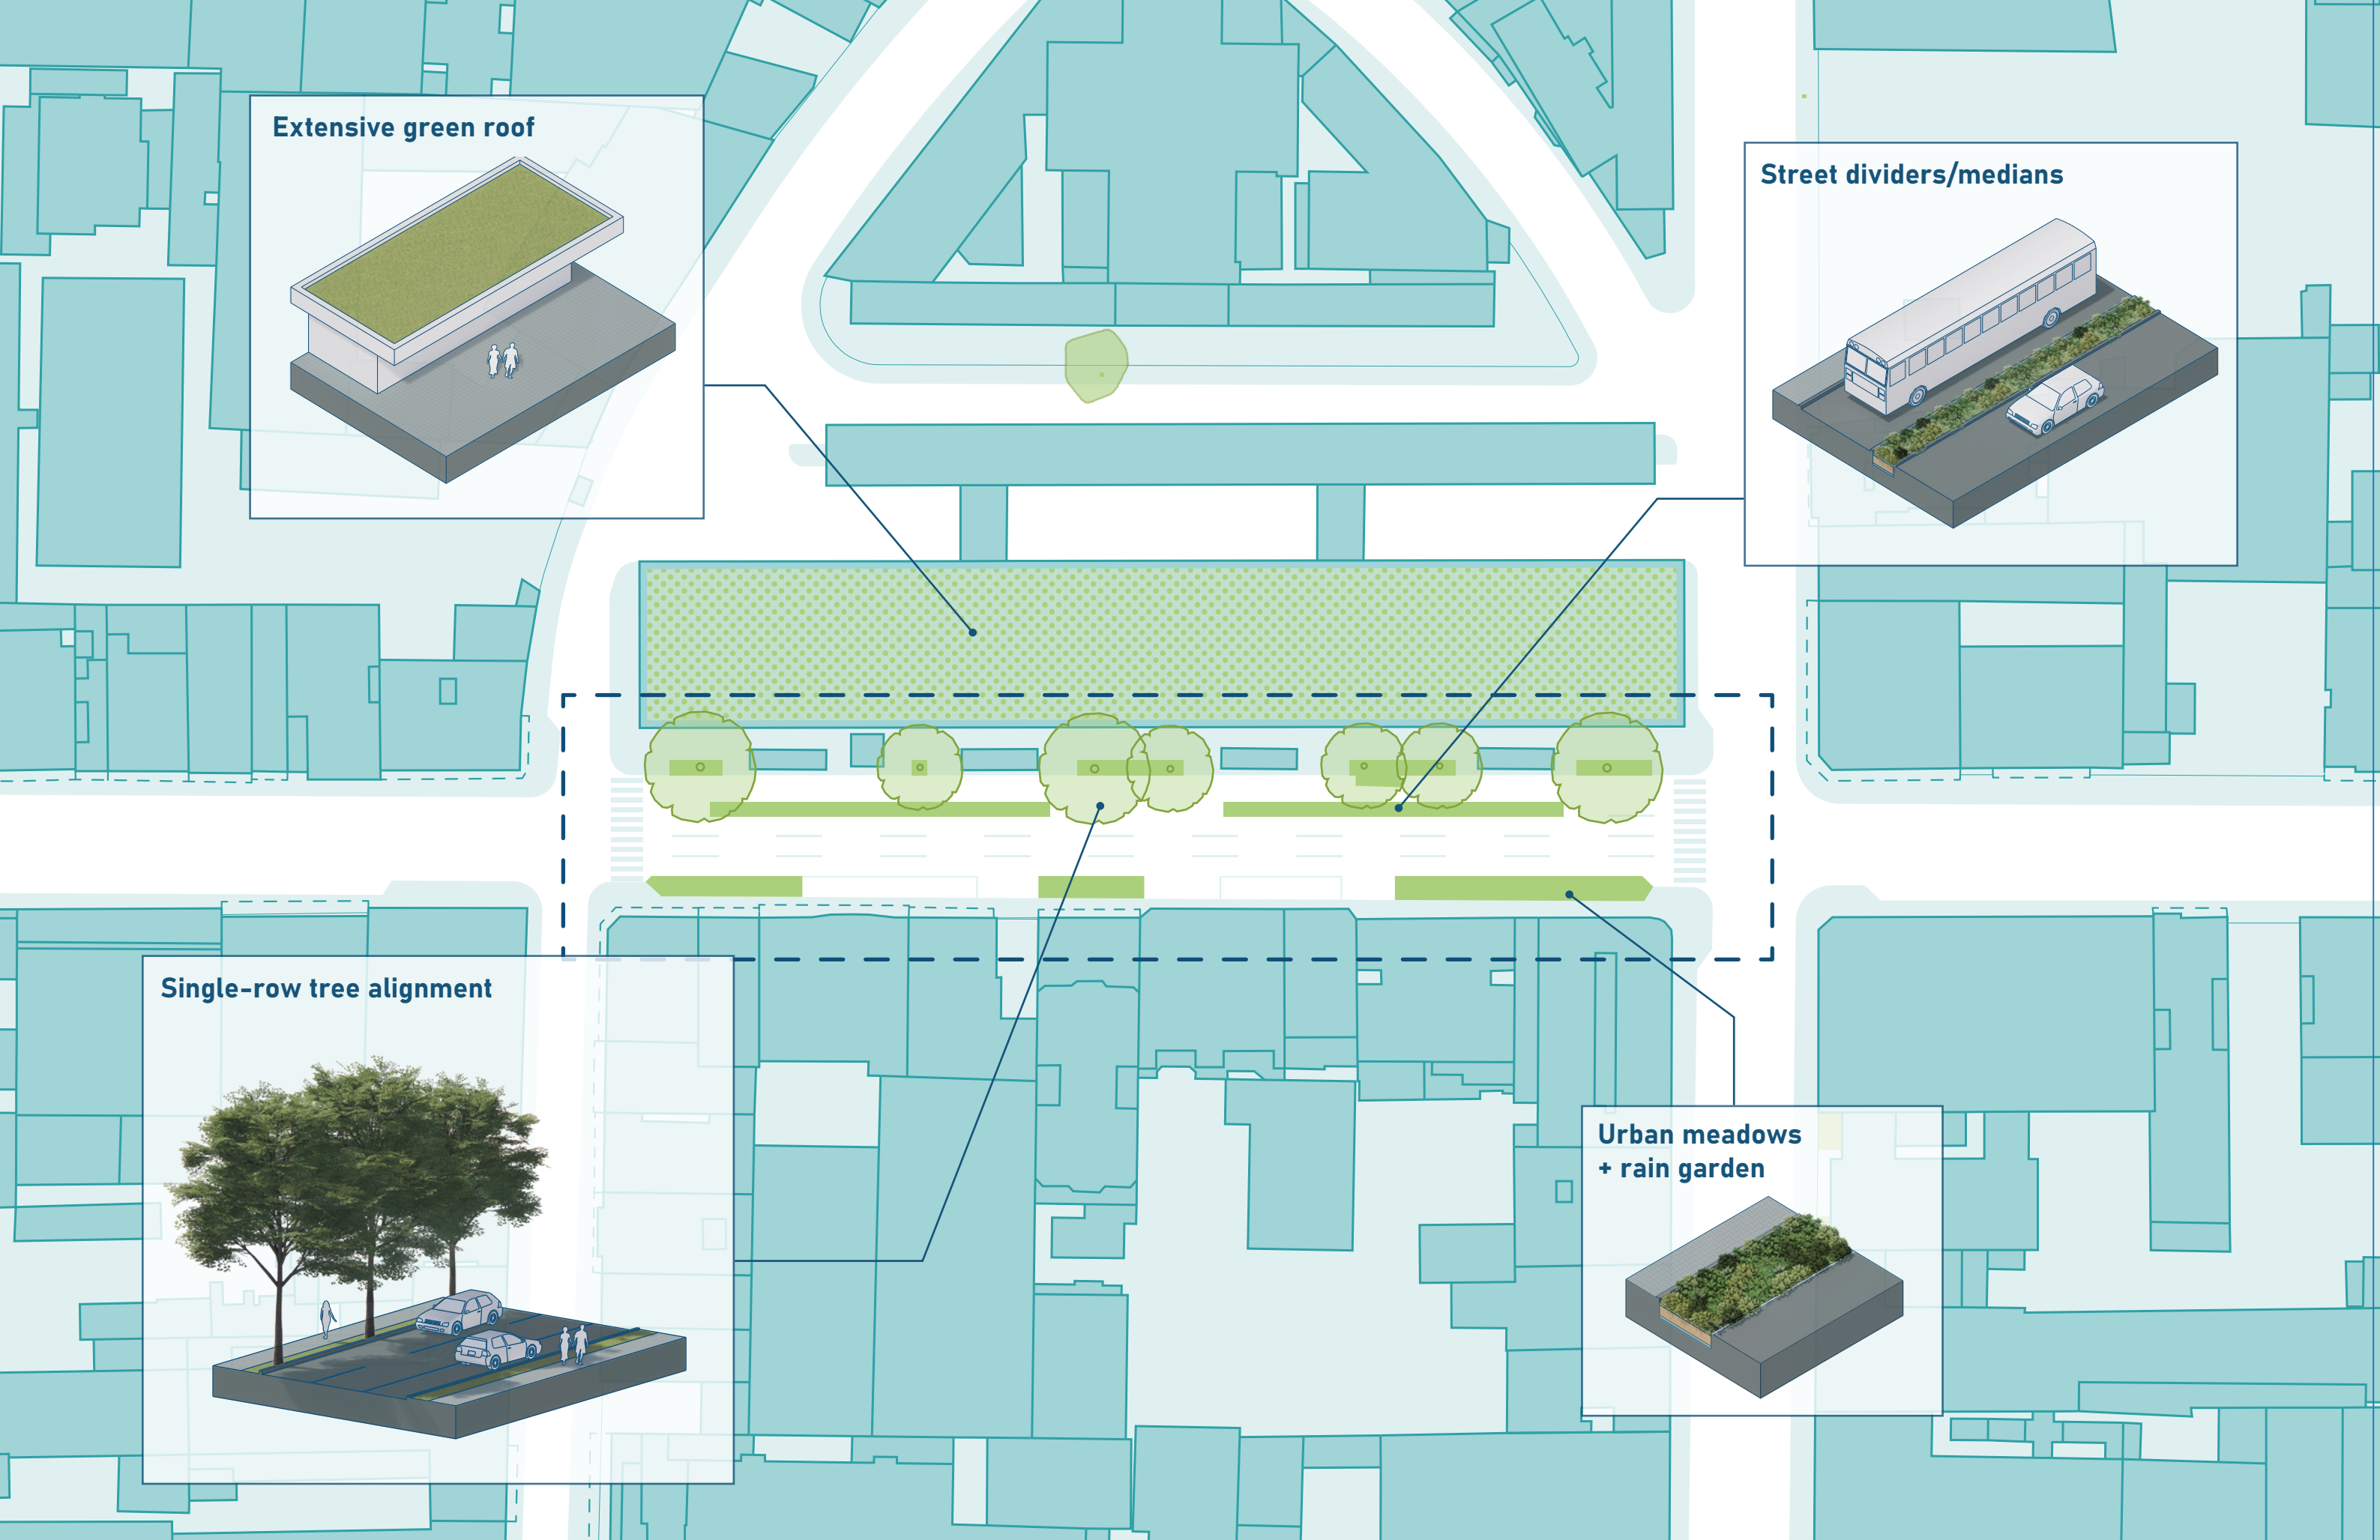 Extensive green roof
Street dividers/medians
Single-row tree alignment
Urban meadows
+ rain garden